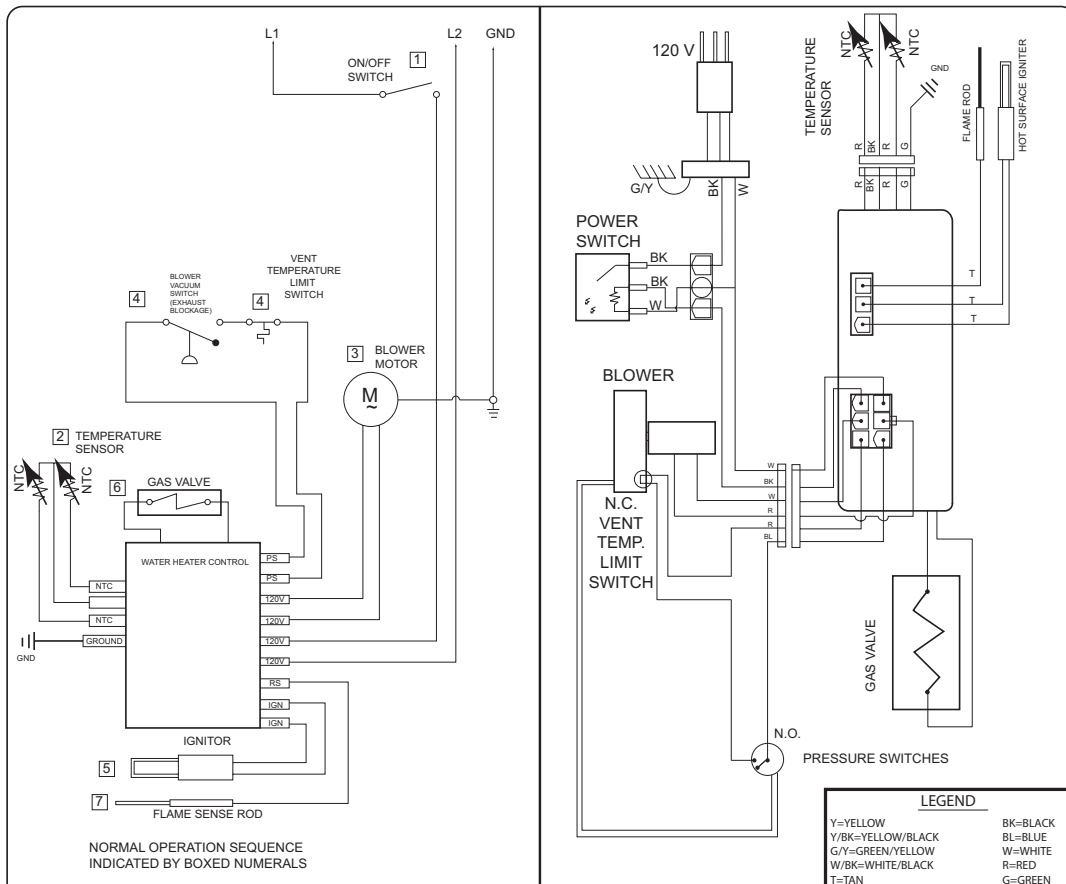 L1
L2
GND
1
ON/OFF
SWITCH
4
BLOWER
VACUUM
SWITCH
(EXHAUST
BLOCKAGE)
4
VENT
TEMPERATURE
LIMIT
SWITCH
3
BLOWER
MOTOR
M
~
2
TEMPERATURE
SENSOR
NTC
NTC
6
GAS VALVE
WATER HEATER CONTROL
NTC
NTC
GROUND
GND
PS
PS
120V
120V
120V
120V
RS
IGN
IGN
IGNITOR
5
7
FLAME SENSE ROD
NORMAL OPERATION SEQUENCE
INDICATED BY BOXED NUMERALS
120 V
G/Y
BK
W
POWER
SWITCH
BK
BK
W
TEMPERATURE
SENSOR
NTC
NTC
GND
R
BK
R
G
R
BK
R
G
FLAME ROD
HOT SURFACE IGNITER
T
T
T
BLOWER
N.C.
VENT
TEMP.
LIMIT
SWITCH
W
BK
W
R
R
BL
GAS VALVE
N.O.
PRESSURE SWITCHES
LEGEND
Y=YELLOW
BK=BLACK
Y/BK=YELLOW/BLACK
BL=BLUE
G/Y=GREEN/YELLOW
W=WHITE
W/BK=WHITE/BLACK
R=RED
T=TAN
G=GREEN